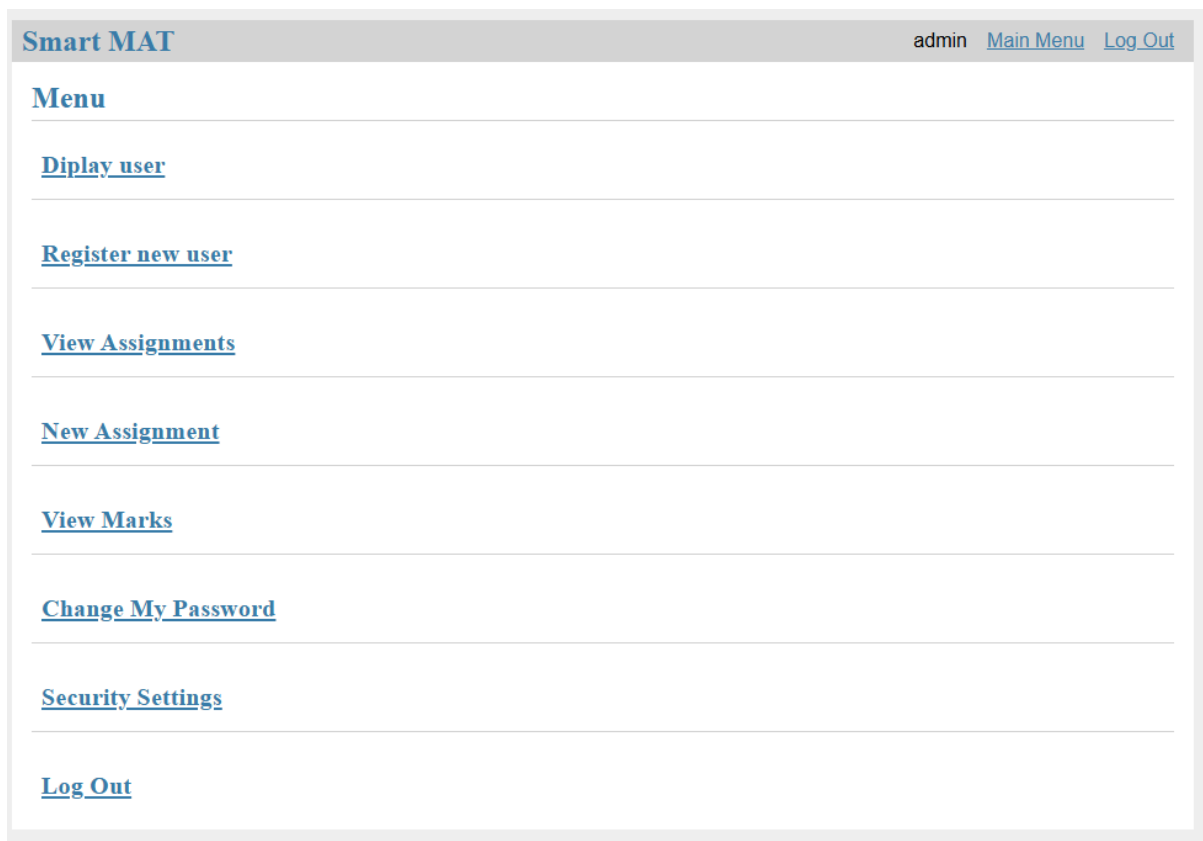 Smart MAT admin Main Menu Log Out
Menu
Diplay user
Register new user
View Assignments
New Assignment
View Marks
Change My Password
Security Settings
Log Out